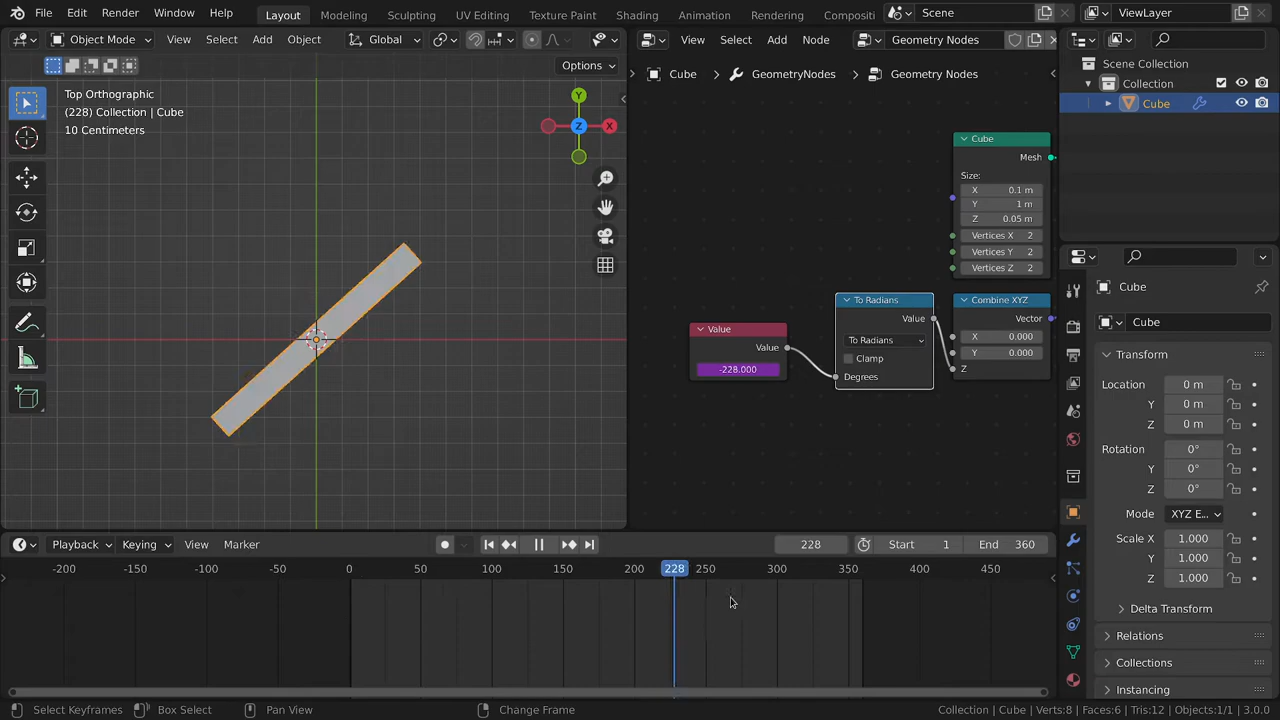 File Edit Render Window Help Layout Modeling Sculpting UV Editing Texture Paint Shading Animation Rendering Compositi Scene ViewLayer
Object Mode View Select Add Object Global View Select Add Node Geometry Nodes
Options
Cube GeometryNodes Geometry Nodes
Scene Collection
Collection
Cube
Top Orthographic
(228) Collection | Cube
10 Centimeters
Y
Z
X
Cube
Mesh
Size:
X 0.1 m
Y 1 m
Z 0.05 m
Vertices X 2
Vertices Y 2
Vertices Z 2
Value
Value
-228.000
To Radians
Value
To Radians
Clamp
Degrees
Combine XYZ
Vector
X 0.000
Y 0.000
Z
Cube
Cube
Transform
Location 0 m
Y 0 m
Z 0 m
Rotation 0°
Y 0°
Z 0°
Mode XYZ E...
Scale X 1.000
Y 1.000
Z 1.000
Delta Transform
Relations
Collections
Instancing
Playback Keying View Marker 228 Start 1 End 360
-200 -100 0 50 100 150 200 228 250 300 350 400 450
Select Keyframes Box Select Pan View Change Frame Collection | Cube | Verts:8 | Faces:6 | Tris:12 | Objects:1/1 | 3.0.0